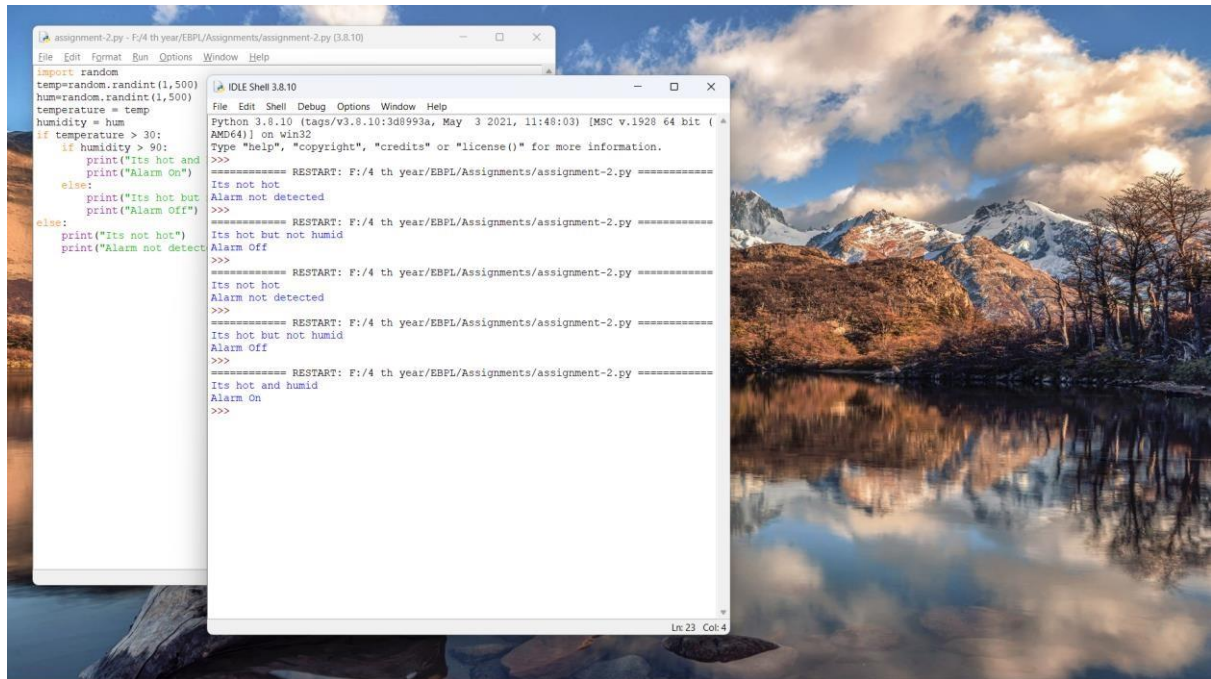 assignment-2.py - F:/4 th year/EBPL/Assignments/assignment-2.py (3.8.10)
File Edit Format Run Options Window Help
import random
temp=random.randint(1,500)
hum=random.randint(1,500)
temperature = temp
humidity = hum
if temperature > 30:
    if humidity > 90:
        print("Its hot and
        print("Alarm On")
    else:
        print("Its but
        print("Alarm Off")
else:
    print("Its not hot")
    print("Alarm not detect
IDLE Shell 3.8.10
File Edit Shell Debug Options Window Help
Python 3.8.10 (tags/v3.8.10:3d8993a, May  3 2021, 11:48:03) [MSC v.1928 64 bit (
AMD64)] on win32
Type "help", "copyright", "credits" or "license()" for more information.
>>>
============ RESTART: F:/4 th year/EBPL/Assignments/assignment-2.py ============
Its not hot
Alarm not detected
>>>
============ RESTART: F:/4 th year/EBPL/Assignments/assignment-2.py ============
Its hot but not humid
Alarm Off
>>>
============ RESTART: F:/4 th year/EBPL/Assignments/assignment-2.py ============
Its not hot
Alarm not detected
>>>
============ RESTART: F:/4 th year/EBPL/Assignments/assignment-2.py ============
Its hot but not humid
Alarm Off
>>>
============ RESTART: F:/4 th year/EBPL/Assignments/assignment-2.py ============
Its hot and humid
Alarm On
>>>
Ln: 23 Col: 4